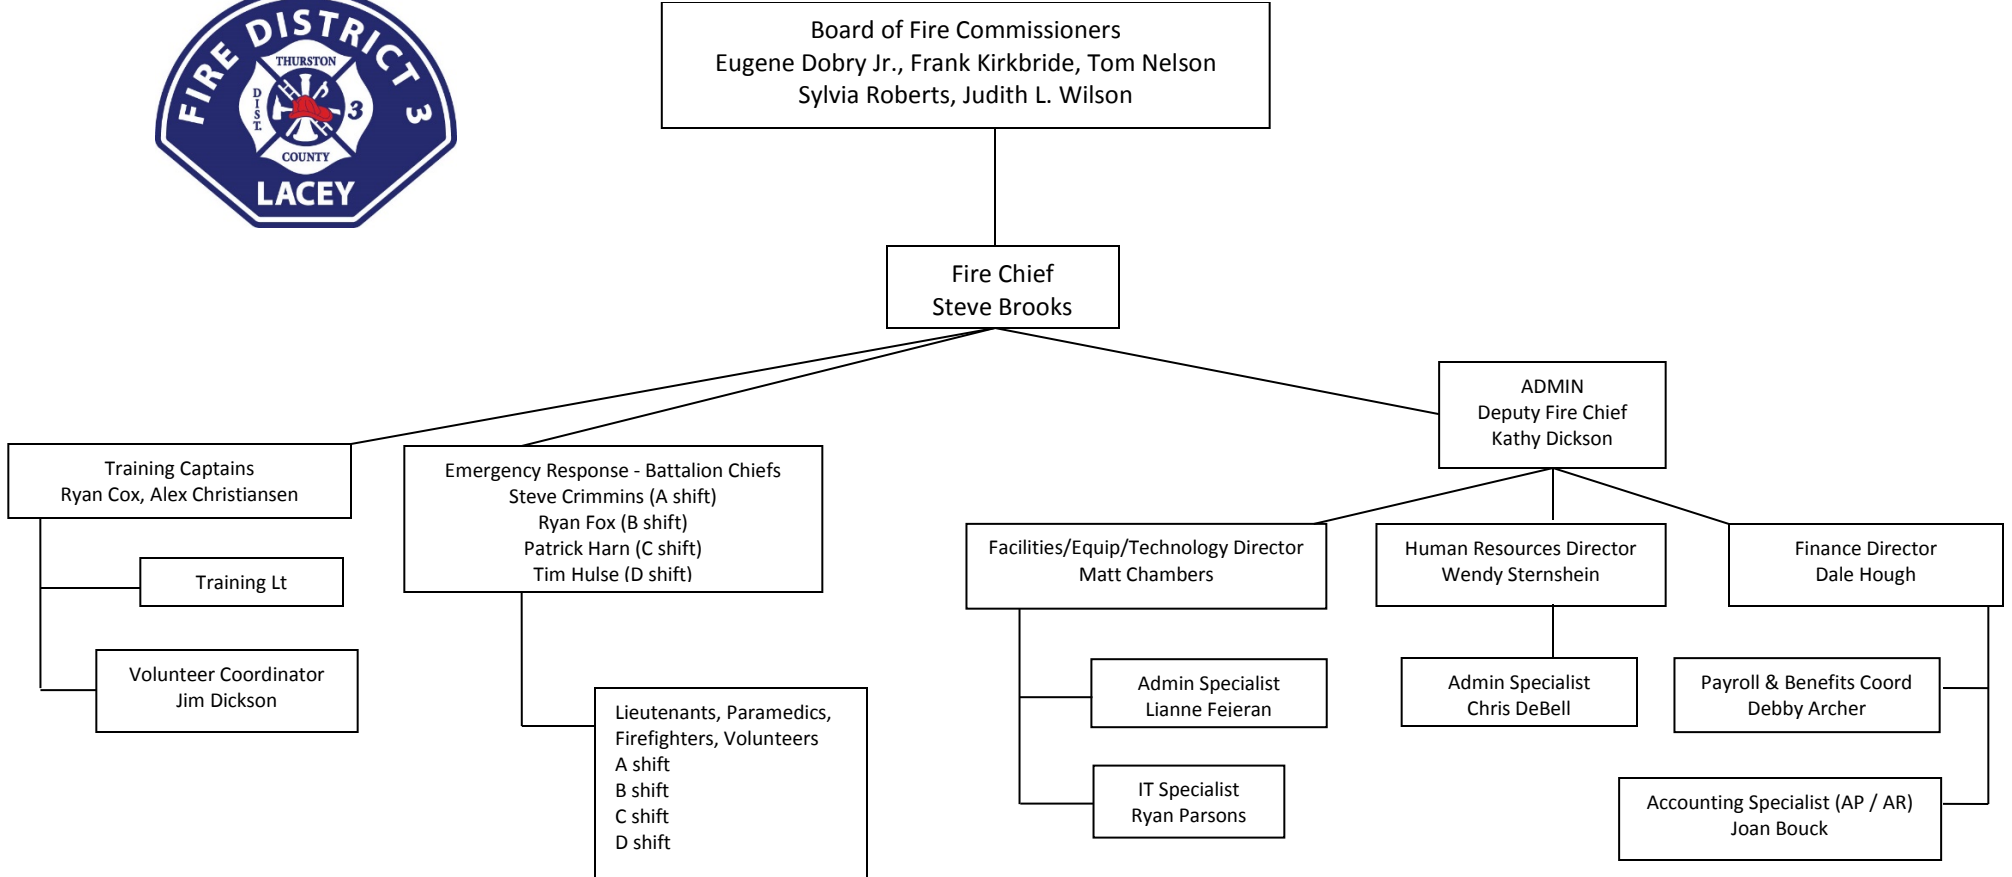 FIRE DISTRICT 3
THURSTON
DIST.
3
COUNTY
LACEY
Board of Fire Commissioners
Eugene Dobry Jr., Frank Kirkbride, Tom Nelson
Sylvia Roberts, Judith L. Wilson
Fire Chief
Steve Brooks
ADMIN
Deputy Fire Chief
Kathy Dickson
Training Captains
Ryan Cox, Alex Christiansen
Training Lt
Volunteer Coordinator
Jim Dickson
Emergency Response - Battalion Chiefs
Steve Crimmins (A shift)
Ryan Fox (B shift)
Patrick Harn (C shift)
Tim Hulse (D shift)
Lieutenants, Paramedics,
Firefighters, Volunteers
A shift
B shift
C shift
D shift
Facilities/Equip/Technology Director
Matt Chambers
Admin Specialist
Lianne Feieran
IT Specialist
Ryan Parsons
Human Resources Director
Wendy Sternshein
Admin Specialist
Chris DeBell
Finance Director
Dale Hough
Payroll & Benefits Coord
Debby Archer
Accounting Specialist (AP / AR)
Joan Bouck